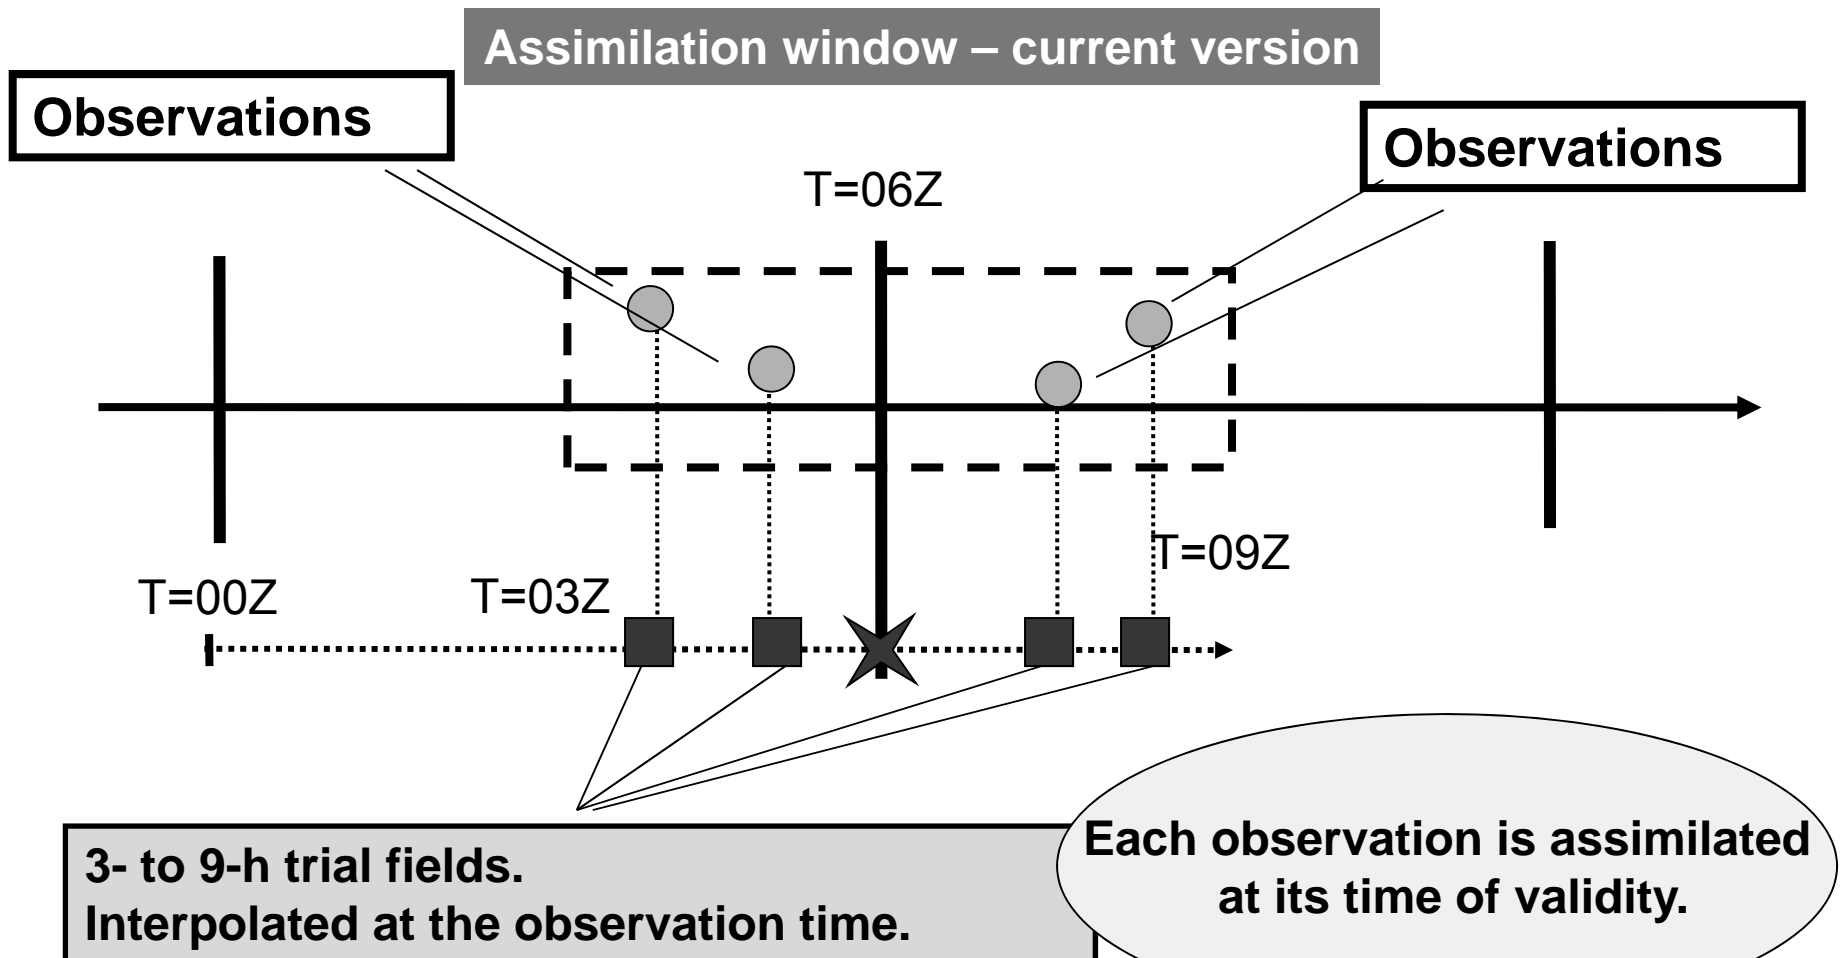 Assimilation window – current version
Observations
Observations
T=06Z
T=09Z
T=00Z
T=03Z
3- to 9-h trial fields.
Interpolated at the observation time.
Each observation is assimilated
at its time of validity.